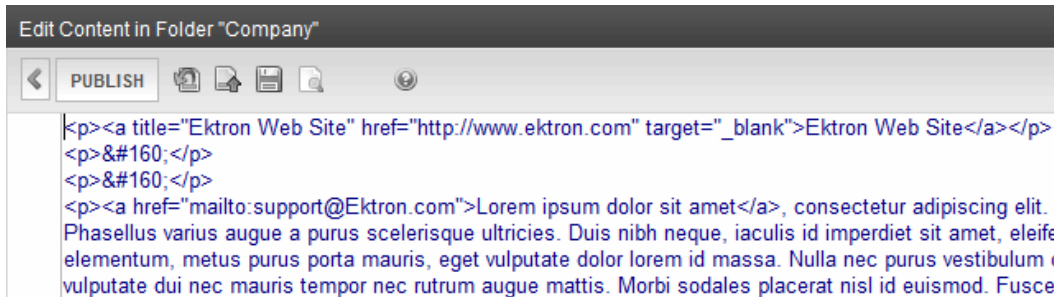 Edit Content in Folder "Company"
PUBLISH
<p><a title="Ektron Web Site" href="http://www.ektron.com" target="_blank">Ektron Web Site</a></p>
<p>&#160;</p>
<p>&#160;</p>
<p><a href="mailto:support@Ektron.com">Lorem ipsum dolor sit amet</a>, consectetur adipiscing elit.
Phasellus varius augue a purus scelerisque ultricies. Duis nibh neque, iaculis id imperdiet sit amet, eleife
elementum, metus purus porta mauris, eget vulputate dolor lorem id massa. Nulla nec purus vestibulum
vulputate dui nec mauris tempor nec rutrum augue mattis. Morbi sodales placerat nisl id euismod. Fusce